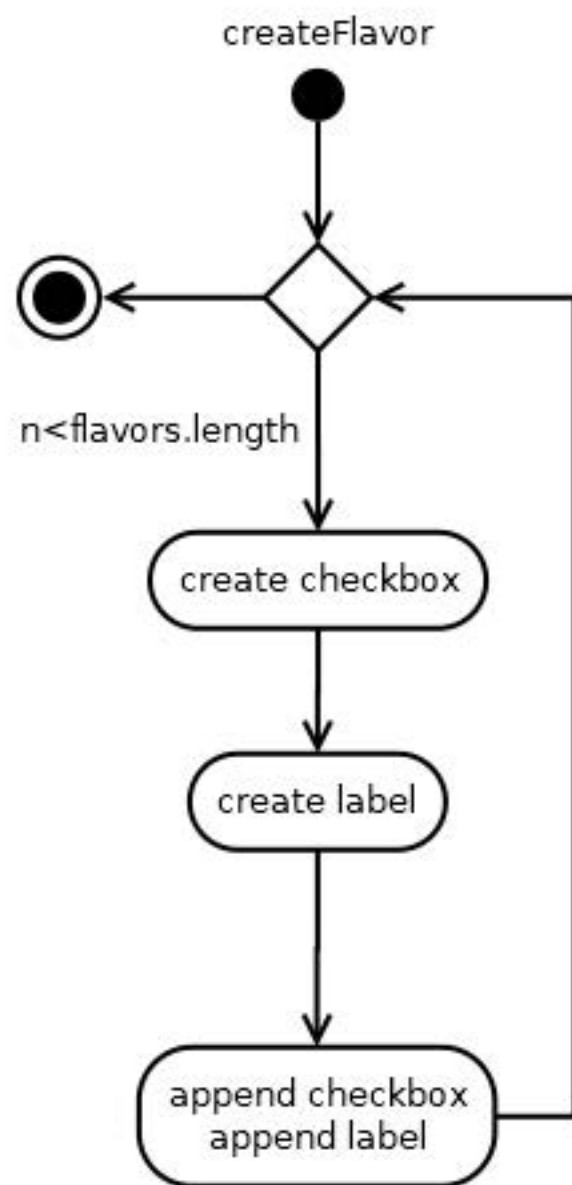 createFlavor
n<flavors.length
create checkbox
create label
append checkbox
append label